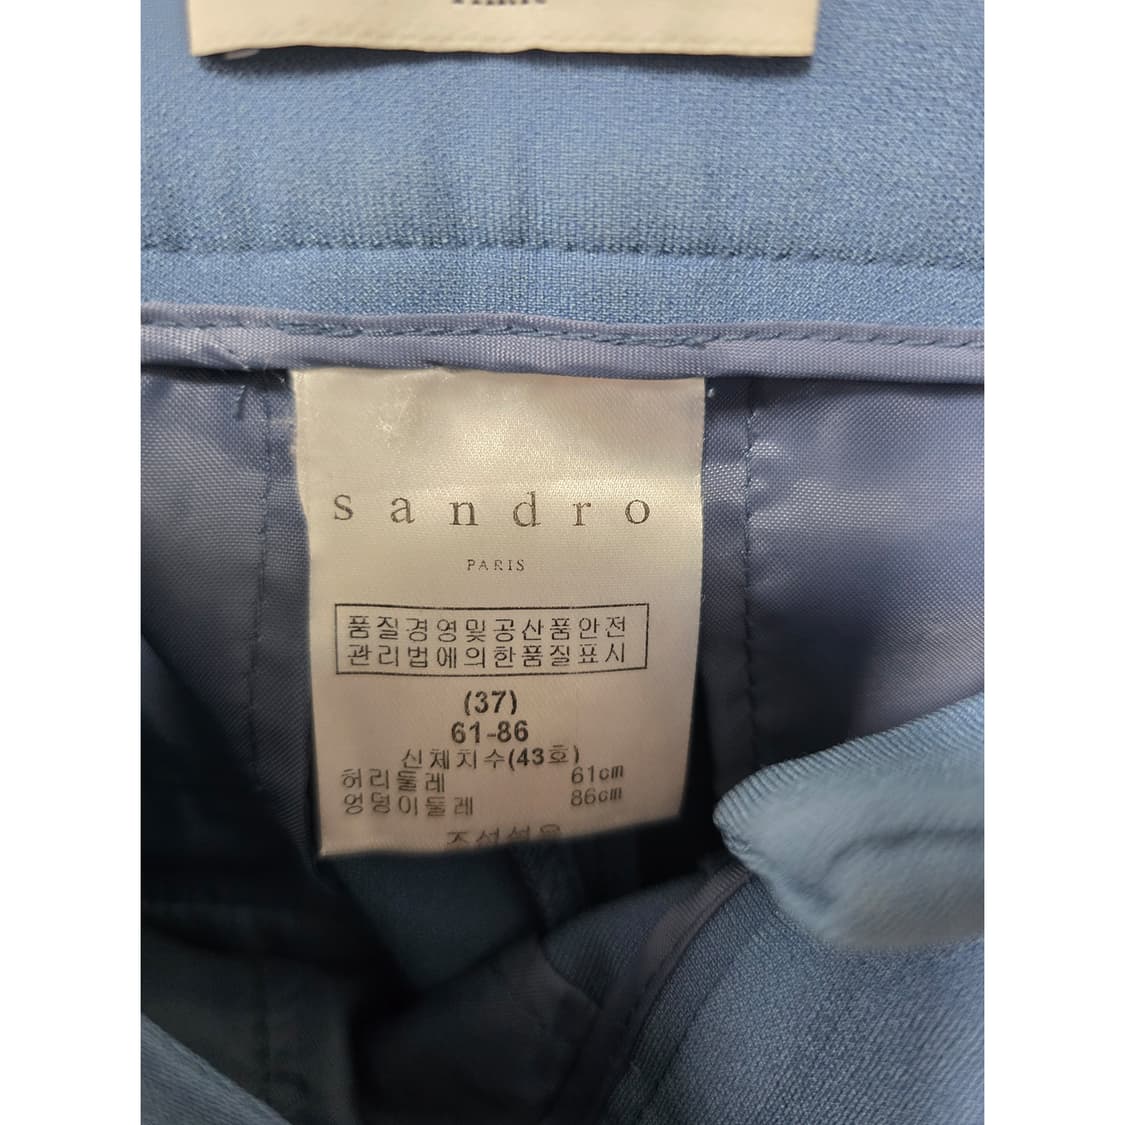 sandro
PARIS
품질경영및공산품안전
관리법에의한품질표시
(37)
61-86
신체치수(43호)
허리둘레 61cm
엉덩이둘레 86cm